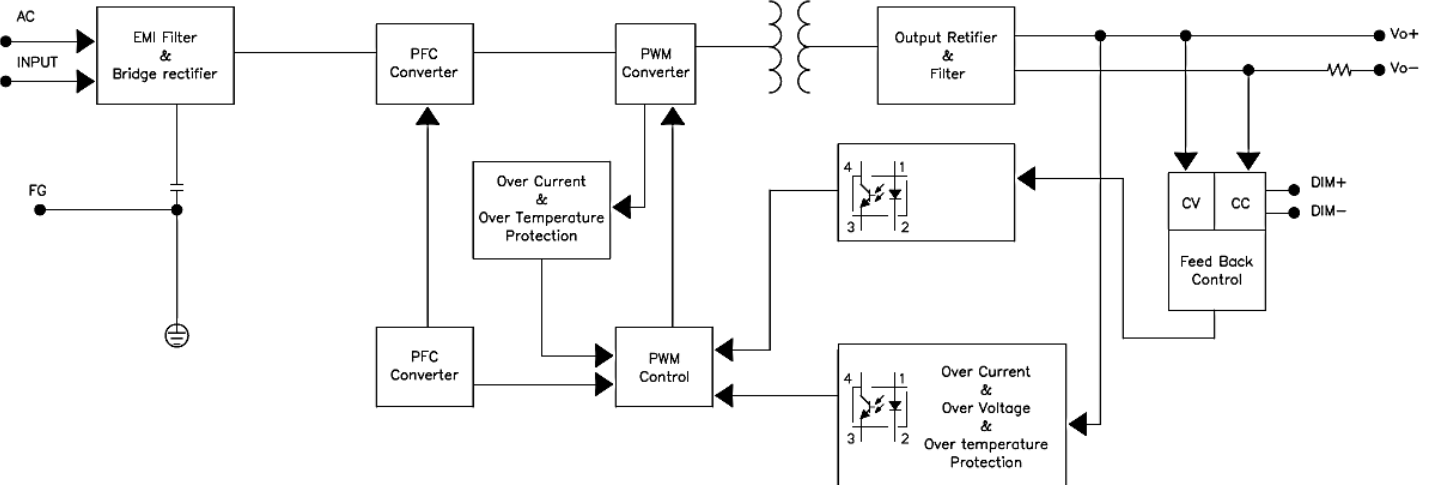 AC
INPUT
EMI Filter
&
Bridge rectifier
PFC
Converter
PWM
Converter
Output Retifier
&
Filter
Vo+
Vo-
FG
Over Current
&
Over Temperature
Protection
4 1
3 2
CV CC
DIM+
DIM-
Feed Back
Control
PFC
Converter
PWM
Control
4 1
3 2
Over Current
&
Over Voltage
&
Over temperature
Protection